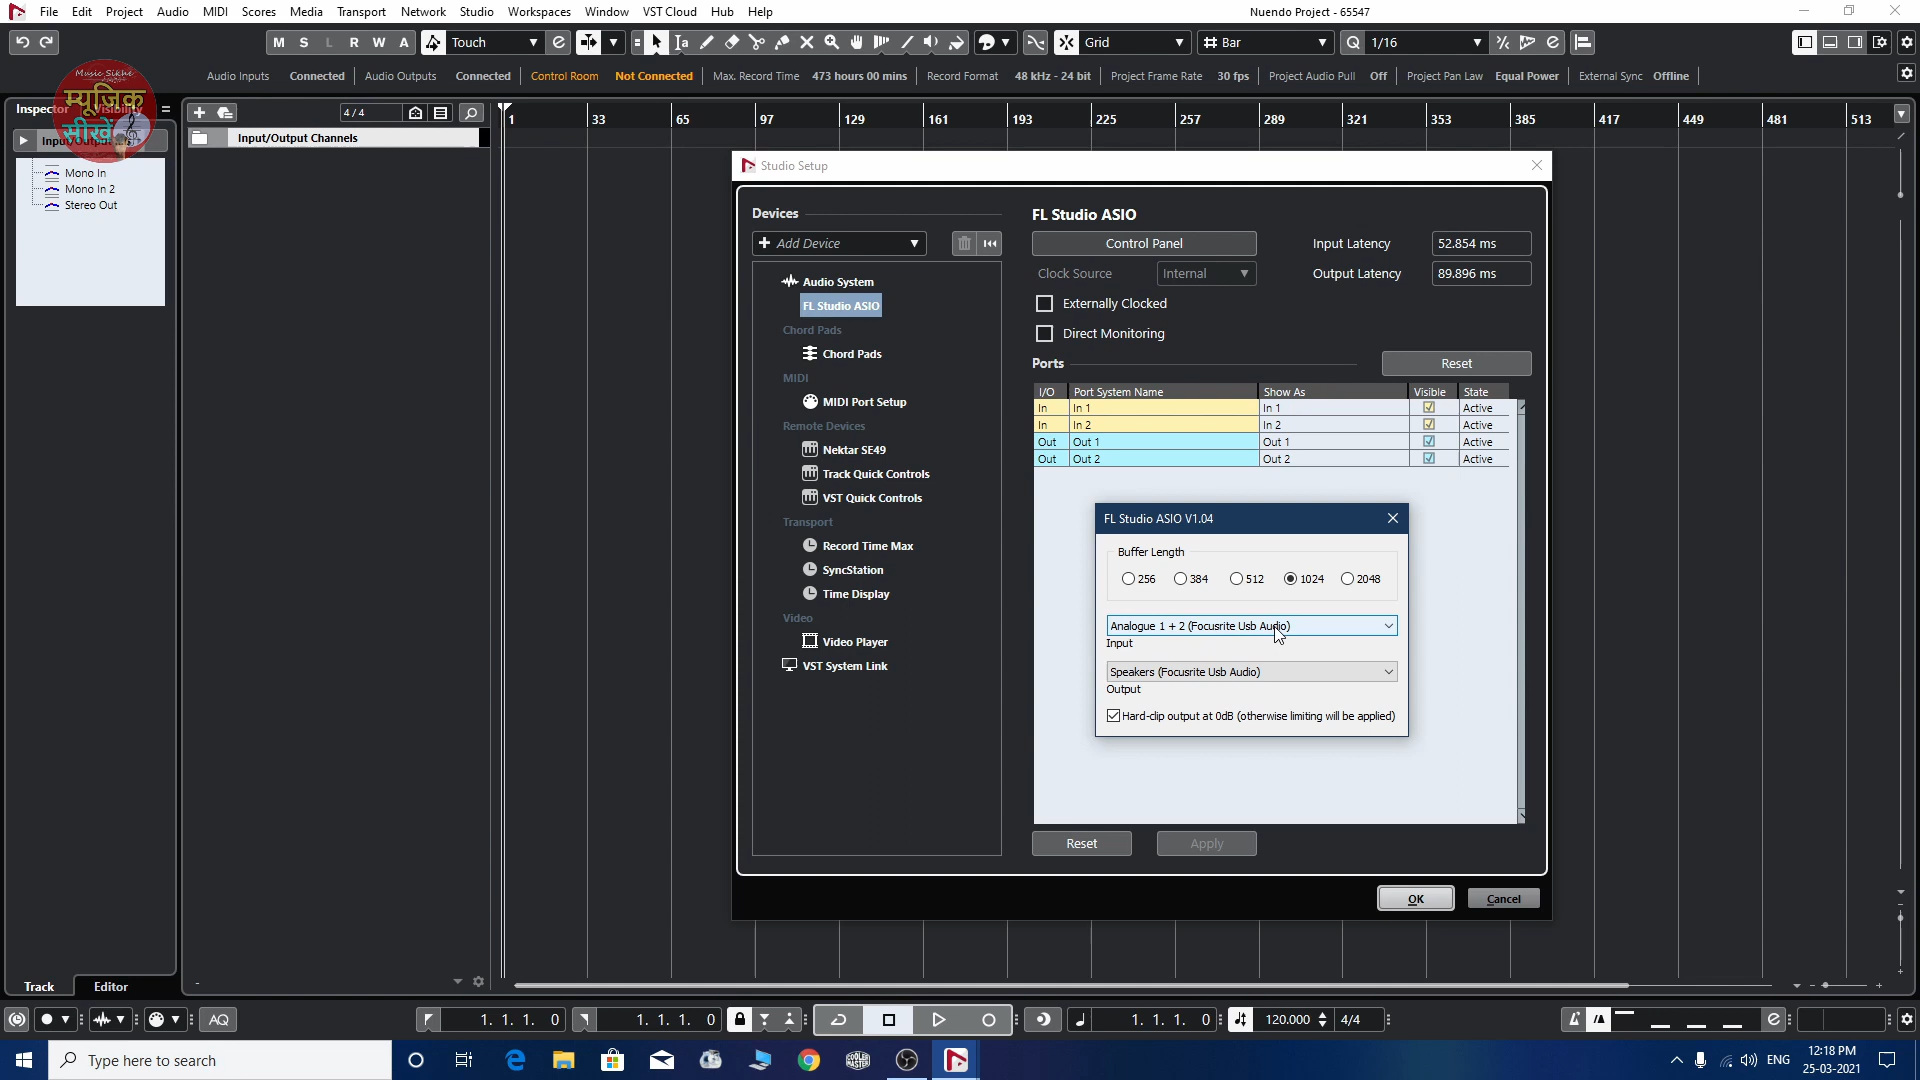 File Edit Project Audio MIDI Scores Media Transport Network Studio Workspaces Window VST Cloud Hub Help
Nuendo Project - 65547
M S L R W A Touch Grid Bar 1/16
Audio Inputs Connected Audio Outputs Connected Control Room Not Connected Max. Record Time 473 hours 00 mins Record Format 48 kHz - 24 bit Project Frame Rate 30 fps Project Audio Pull Off Project Pan Law Equal Power External Sync Offline
Music Sikhe
म्यूजिक
सीखें
Inspector Visibility
4/4
1 33 65 97 129 161 193 225 257 289 321 353 385 417 449 481 513
Input/Output Channels
Mono In
Mono In 2
Stereo Out
Studio Setup
Devices
Add Device
Audio System
FL Studio ASIO
Chord Pads
Chord Pads
MIDI
MIDI Port Setup
Remote Devices
Nektar SE49
Track Quick Controls
VST Quick Controls
Transport
Record Time Max
SyncStation
Time Display
Video
Video Player
VST System Link
FL Studio ASIO
Control Panel
Input Latency 52.854 ms
Clock Source Internal
Output Latency 89.896 ms
Externally Clocked
Direct Monitoring
Ports
Reset
I/O Port System Name Show As Visible State
In In 1 In 1 Active
In In 2 In 2 Active
Out Out 1 Out 1 Active
Out Out 2 Out 2 Active
FL Studio ASIO V1.04
Buffer Length
256 384 512 1024 2048
Analogue 1 + 2 (Focusrite Usb Audio)
Input
Speakers (Focusrite Usb Audio)
Output
Hard-clip output at 0dB (otherwise limiting will be applied)
Reset
Apply
OK
Cancel
Track Editor
AQ
1. 1. 1. 0
1. 1. 1. 0
1. 1. 1. 0
120.000
4/4
Type here to search
COOLER MASTER
ENG
12:18 PM
25-03-2021